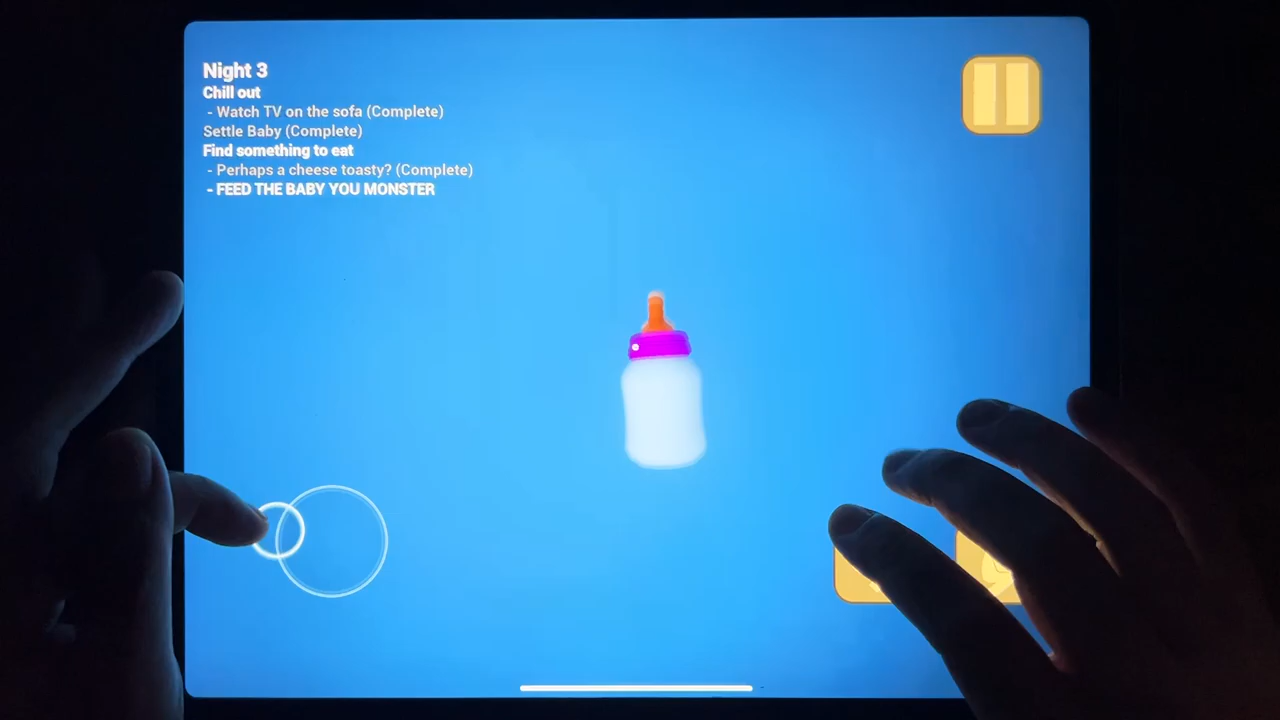 Night 3
Chill out
- Watch TV on the sofa (Complete)
Settle Baby (Complete)
Find something to eat
- Perhaps a cheese toasty? (Complete)
- FEED THE BABY YOU MONSTER